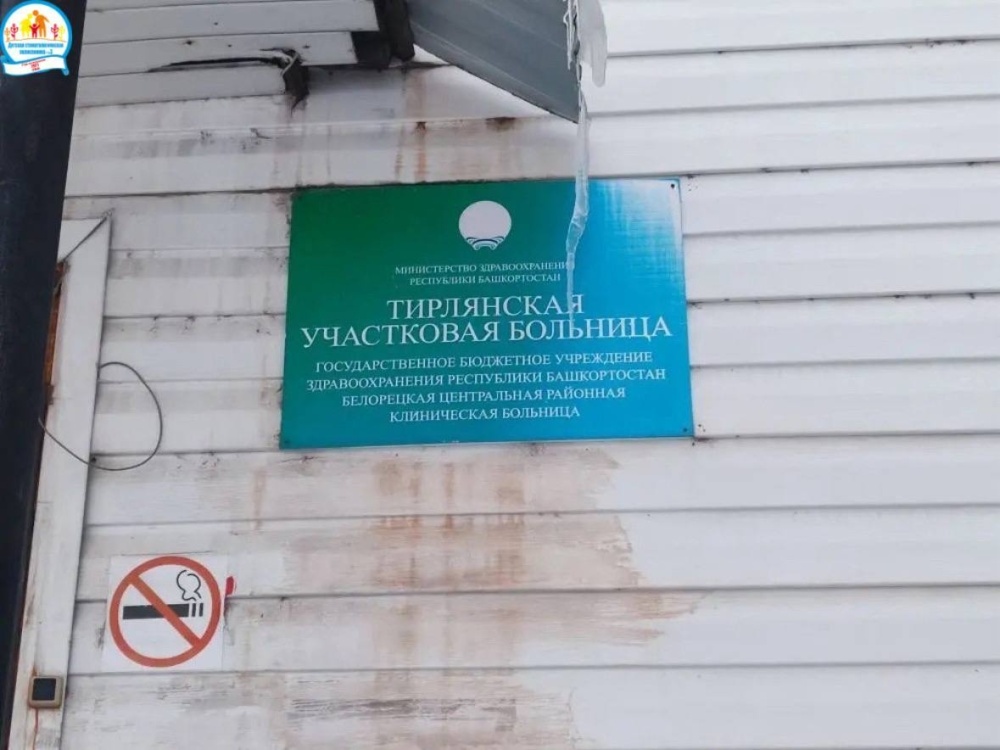 МИНИСТЕРСТВО ЗДРАВООХРАНЕНИЯ
РЕСПУБЛИКИ БАШКОРТОСТАН
ТИРЛЯНСКАЯ
УЧАСТКОВАЯ БОЛЬНИЦА
ГОСУДАРСТВЕННОЕ БЮДЖЕТНОЕ УЧРЕЖДЕНИЕ
ЗДРАВООХРАНЕНИЯ РЕСПУБЛИКИ БАШКОРТОСТАН
БЕЛОРЕЦКАЯ ЦЕНТРАЛЬНАЯ РАЙОННАЯ
КЛИНИЧЕСКАЯ БОЛЬНИЦА